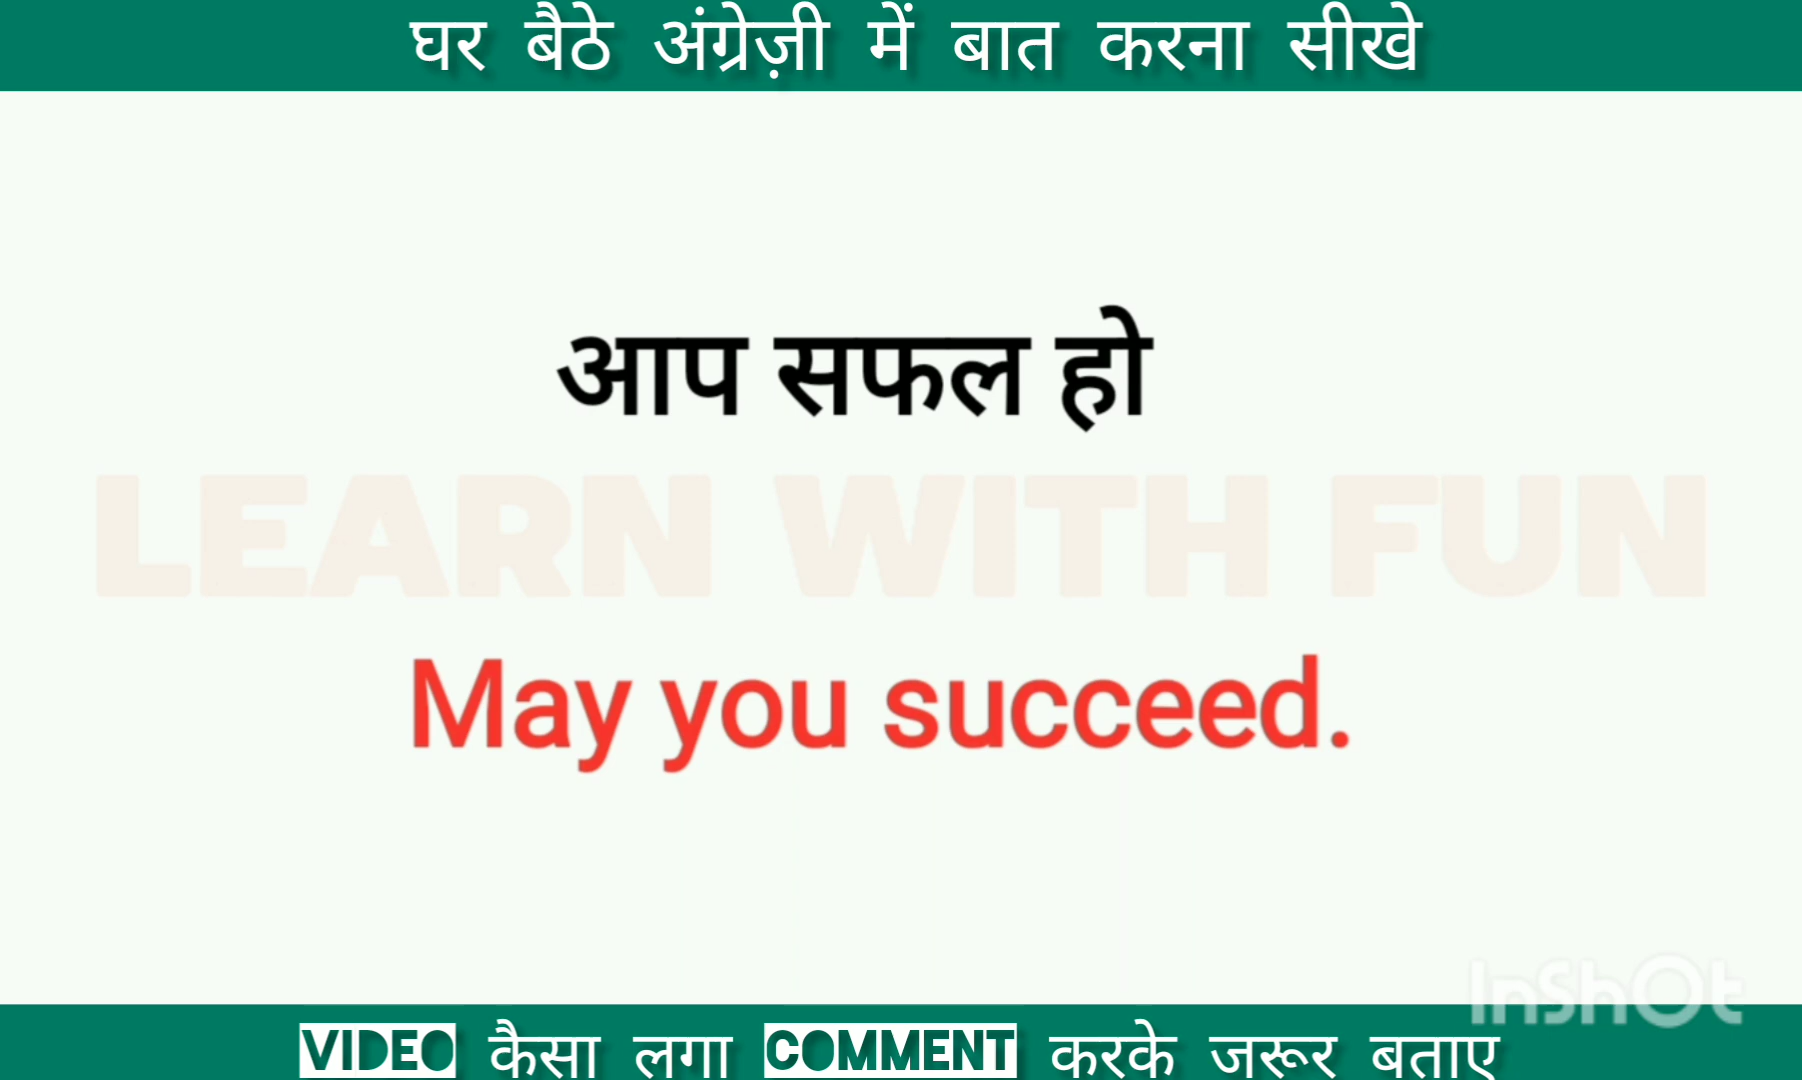 घर बैठे अंग्रेज़ी में बात करना सीखे
आप सफल हो
LEARN WITH FUN
May you succeed.
InShOt
VIDEO कैसा लगा COMMENT करके जरूर बताए